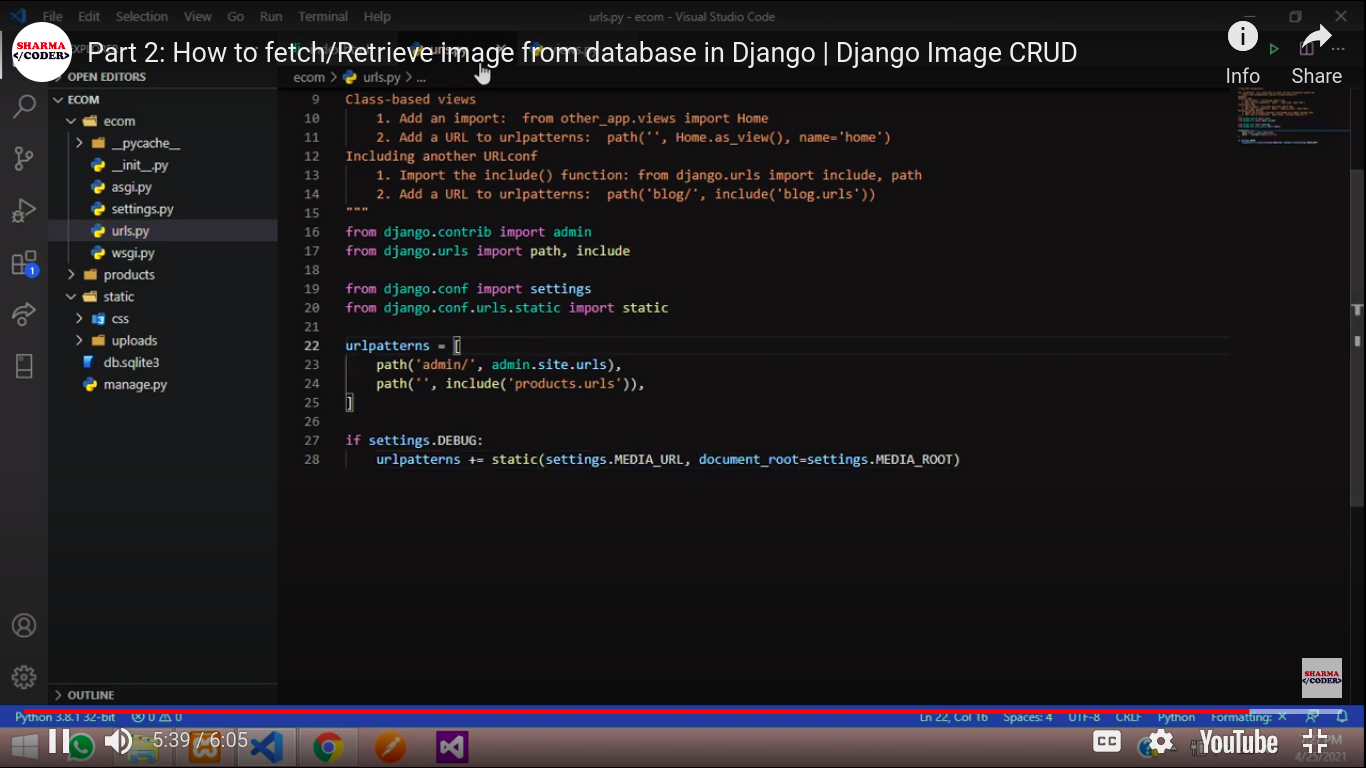 File Edit Selection View Go Run Terminal Help urls.py - ecom - Visual Studio Code
SHARMA
</CODER>
Part 2: How to fetch/Retrieve image from database in Django | Django Image CRUD
Info Share
OPEN EDITORS
ECOM
ecom
__pycache__
__init__.py
asgi.py
settings.py
urls.py
wsgi.py
products
static
css
uploads
db.sqlite3
manage.py
OUTLINE
1
ecom > urls.py > ...
9 Class-based views
10 1. Add an import: from other_app.views import Home
11 2. Add a URL to urlpatterns: path('', Home.as_view(), name='home')
12 Including another URLconf
13 1. Import the include() function: from django.urls import include, path
14 2. Add a URL to urlpatterns: path('blog/', include('blog.urls'))
15 """
16 from django.contrib import admin
17 from django.urls import path, include
18
19 from django.conf import settings
20 from django.conf.urls.static import static
21
22 urlpatterns = [
23 path('admin/', admin.site.urls),
24 path('', include('products.urls')),
25 ]
26
27 if settings.DEBUG:
28 urlpatterns += static(settings.MEDIA_URL, document_root=settings.MEDIA_ROOT)
SHARMA
</CODER>
Python 3.8.1 32-bit 0 0 Ln 22, Col 16 Spaces: 4 UTF-8 CRLF Python Formatting: ×
5:39 / 6:05 CC YouTube
4/25/2021